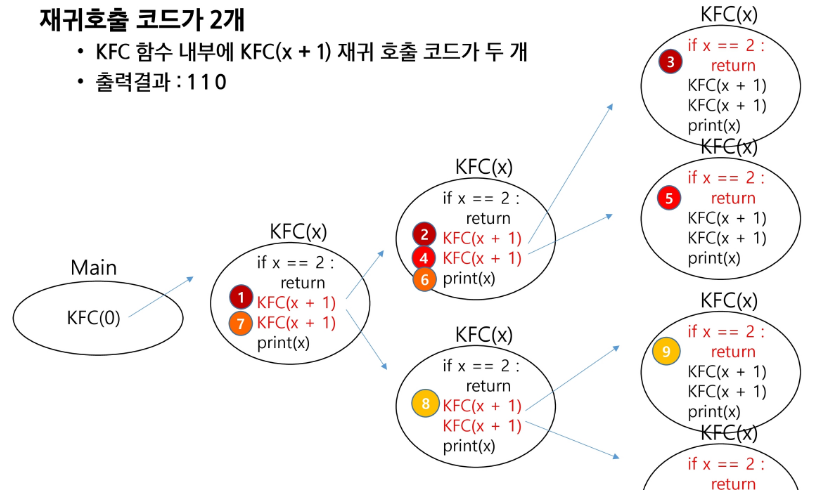 재귀호출 코드가 2개
• KFC 함수 내부에 KFC(x + 1) 재귀 호출 코드가 두 개
• 출력결과 : 1 1 0
Main
KFC(0)
KFC(x)
if x == 2 :
return
1 KFC(x + 1)
7 KFC(x + 1)
print(x)
KFC(x)
if x == 2 :
return
2 KFC(x + 1)
4 KFC(x + 1)
6 print(x)
KFC(x)
if x == 2 :
return
8 KFC(x + 1)
KFC(x + 1)
print(x)
KFC(x)
if x == 2 :
3 return
KFC(x + 1)
KFC(x + 1)
print(x)
KFC(x)
if x == 2 :
5 return
KFC(x + 1)
KFC(x + 1)
print(x)
KFC(x)
if x == 2 :
9 return
KFC(x + 1)
KFC(x + 1)
print(x)
KFC(x)
if x == 2 :
return